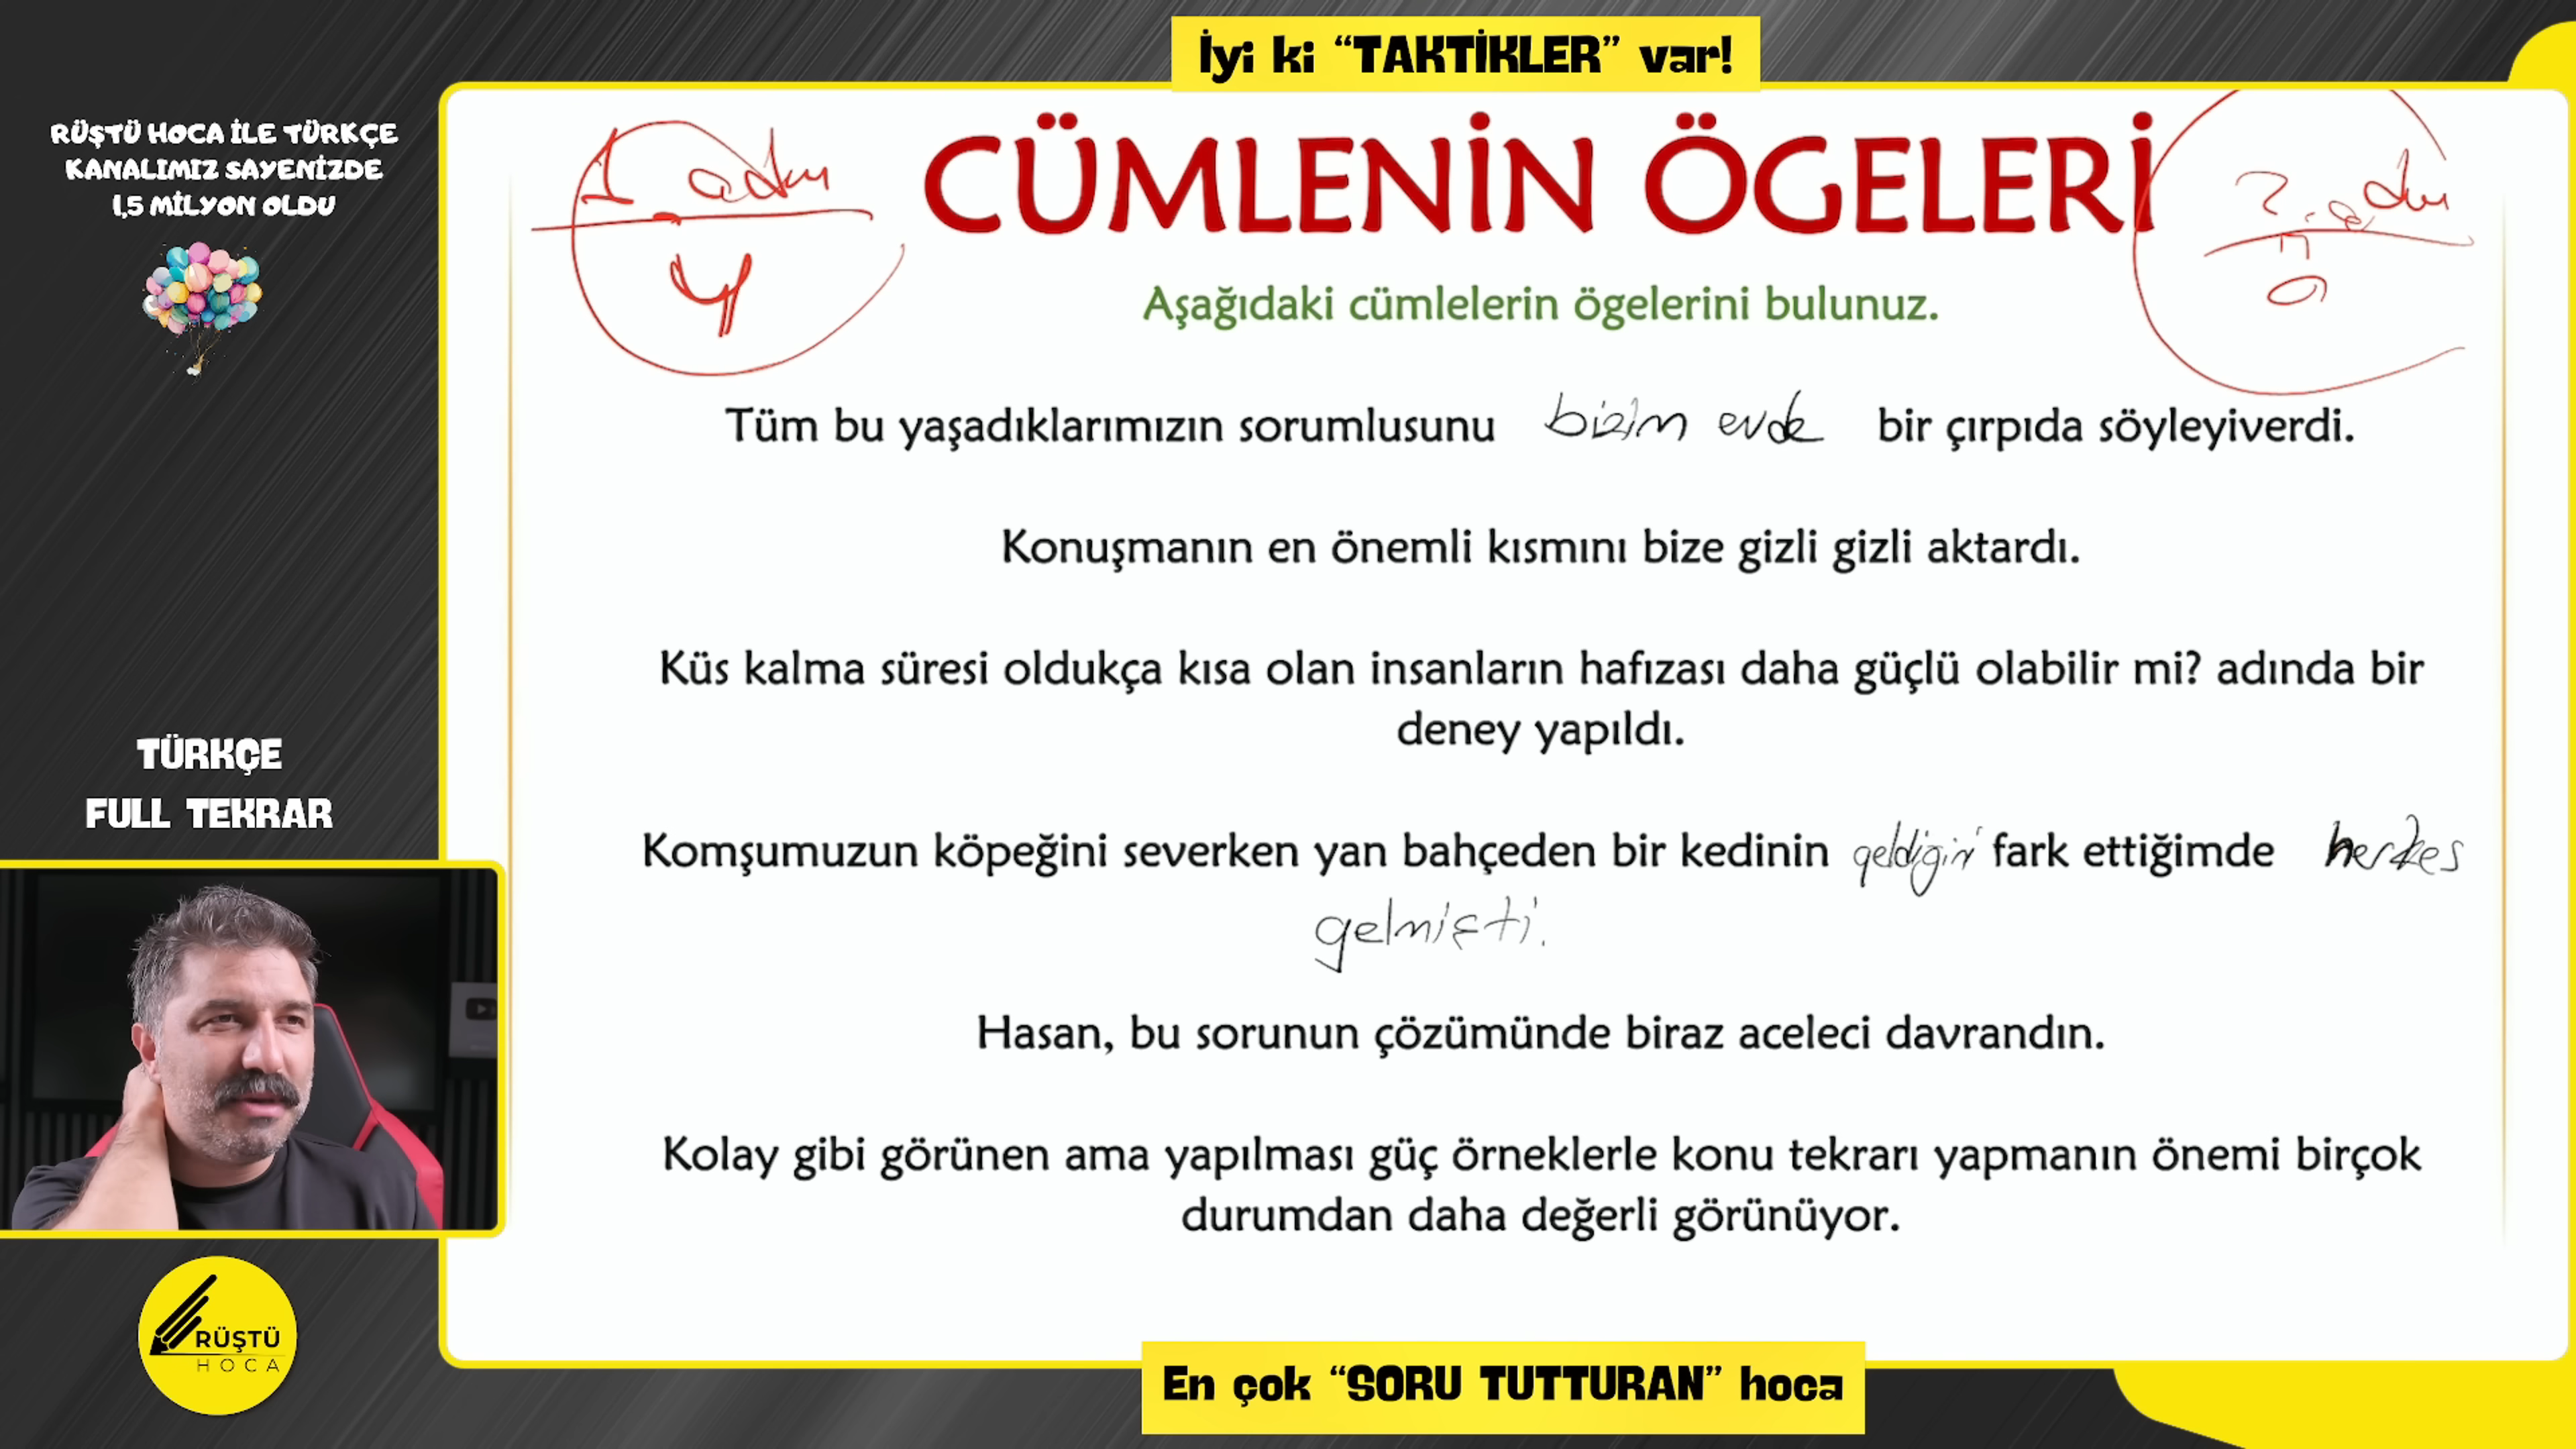 İyi ki “TAKTİKLER” var!
RÜŞTÜ HOCA İLE TÜRKÇE
KANALIMIZ SAYENİZDE
1,5 MİLYON OLDU
1. adım
Y
CÜMLENİN ÖGELERİ
2. adım
Ö
Aşağıdaki cümlelerin ögelerini bulunuz.
Tüm bu yaşadıklarımızın sorumlusunu bizim evde bir çırpıda söyleyiverdi.
Konuşmanın en önemli kısmını bize gizli gizli aktardı.
Küs kalma süresi oldukça kısa olan insanların hafızası daha güçlü olabilir mi? adında bir
deney yapıldı.
Komşumuzun köpeğini severken yan bahçeden bir kedinin geldiğini fark ettiğimde herkes
gelmişti.
Hasan, bu sorunun çözümünde biraz aceleci davrandın.
Kolay gibi görünen ama yapılması güç örneklerle konu tekrarı yapmanın önemi birçok
durumdan daha değerli görünüyor.
TÜRKÇE
FULL TEKRAR
RÜŞTÜ
HOCA
En çok “SORU TUTTURAN” hoca